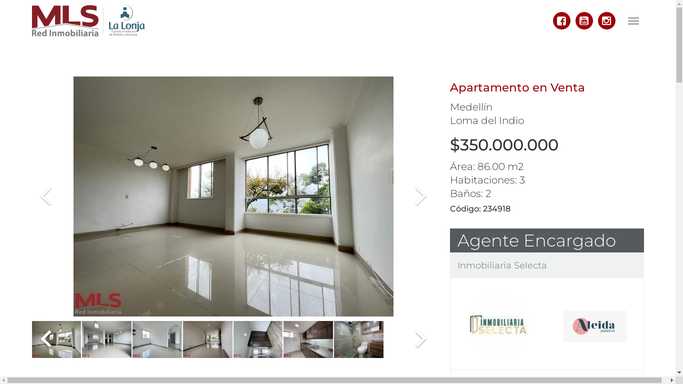 MLS
Red Inmobiliaria
La Lonja
Apartamento en Venta
Medellín
Loma del Indio
$350.000.000
Área: 86.00 m2
Habitaciones: 3
Baños: 2
Código: 234918
Agente Encargado
Inmobiliaria Selecta
MLS
Red Inmobiliaria
INMOBILIARIA
SELECTA
Aleida